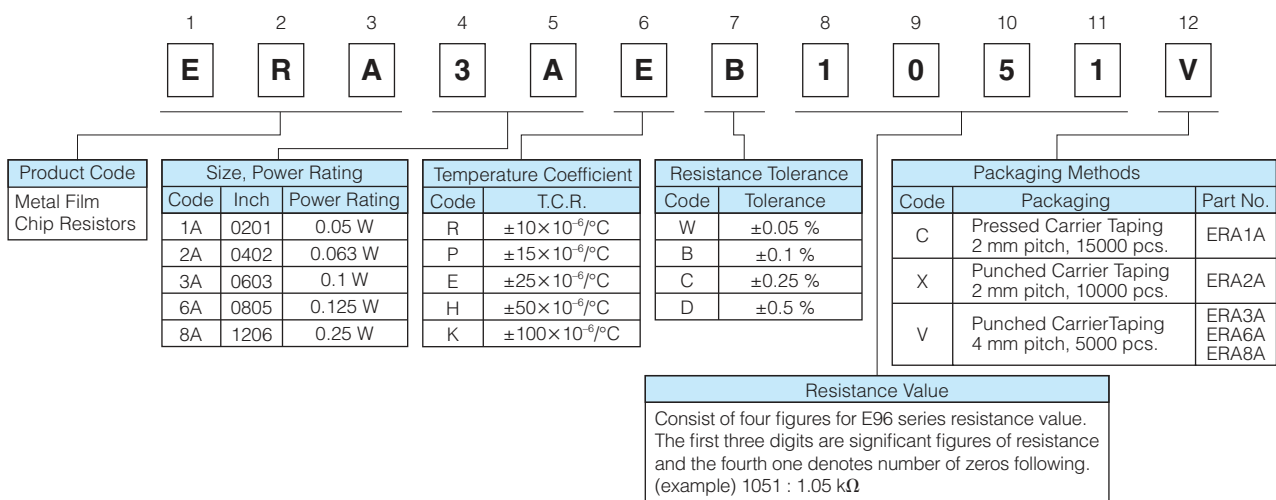 1 2 3 4 5 6 7 8 9 10 11 12
E R A 3 A E B 1 0 5 1 V
Product Code
Metal Film
Chip Resistors
Size, Power Rating
Code Inch Power Rating
1A 0201 0.05 W
2A 0402 0.063 W
3A 0603 0.1 W
6A 0805 0.125 W
8A 1206 0.25 W
Temperature Coefficient
Code T.C.R.
R ±10×10⁻⁶/°C
P ±15×10⁻⁶/°C
E ±25×10⁻⁶/°C
H ±50×10⁻⁶/°C
K ±100×10⁻⁶/°C
Resistance Tolerance
Code Tolerance
W ±0.05 %
B ±0.1 %
C ±0.25 %
D ±0.5 %
Packaging Methods
Code Packaging Part No.
C Pressed Carrier Taping
2 mm pitch, 15000 pcs. ERA1A
X Punched Carrier Taping
2 mm pitch, 10000 pcs. ERA2A
V Punched CarrierTaping
4 mm pitch, 5000 pcs.
ERA3A
ERA6A
ERA8A
Resistance Value
Consist of four figures for E96 series resistance value.
The first three digits are significant figures of resistance
and the fourth one denotes number of zeros following.
(example) 1051 : 1.05 kΩ